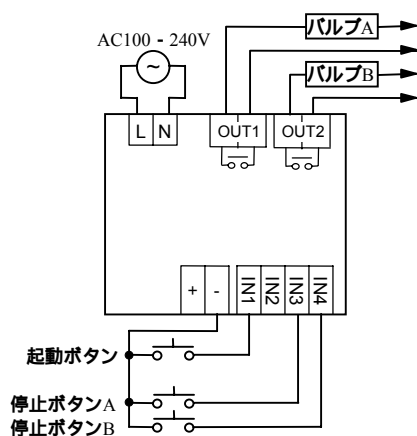 バルブA
AC100 - 240V
バルブB
L N OUT1 OUT2
+ - IN1 IN2 IN3 IN4
起動ボタン
停止ボタンA
停止ボタンB